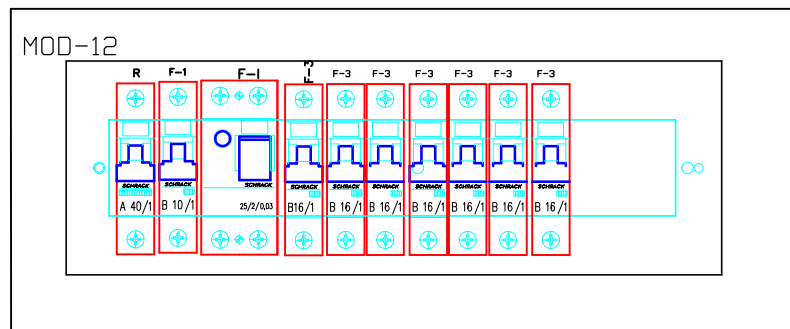 MOD-12
R F-1 F-I F-3 F-3 F-3 F-3 F-3 F-3 F-3
SCHRACK SCHRACK SCHRACK SCHRACK SCHRACK SCHRACK SCHRACK SCHRACK SCHRACK SCHRACK
A 40/1 B 10/1 25/2/0,03 B16/1 B 16/1 B 16/1 B 16/1 B 16/1 B 16/1 B 16/1